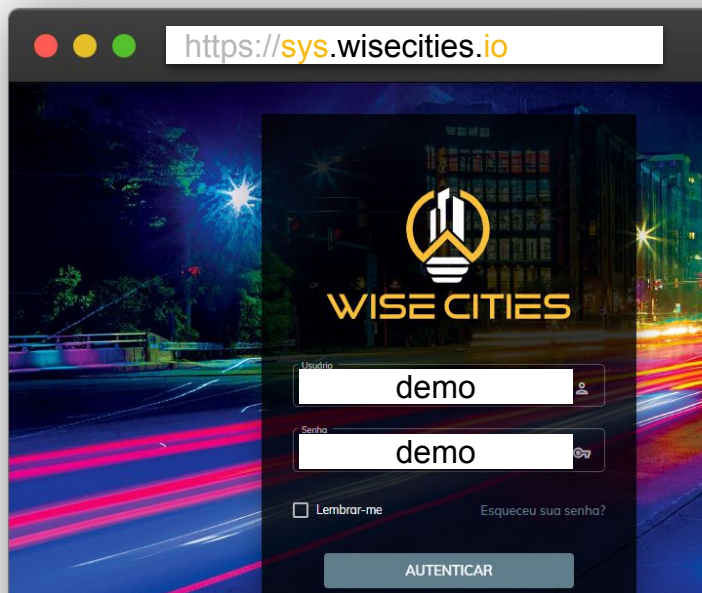 https://sys.wisecities.io
WISE CITIES
Usuário
demo
Senha
demo
Lembrar-me
Esqueceu sua senha?
AUTENTICAR